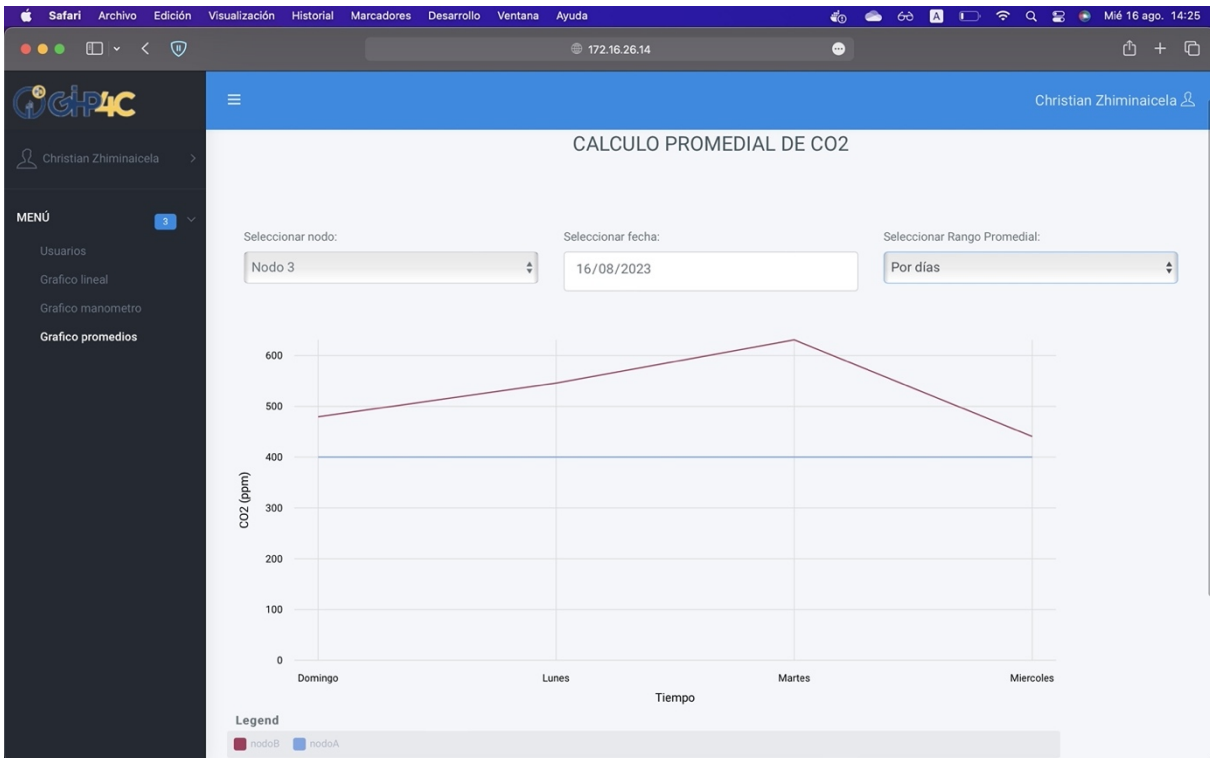 Safari Archivo Edición Visualización Historial Marcadores Desarrollo Ventana Ayuda A Mié 16 ago. 14:25
172.16.26.14
GIHP4C
Christian Zhiminaicela
CALCULO PROMEDIAL DE CO2
Christian Zhiminaicela
MENÚ 3
Usuarios
Grafico lineal
Grafico manometro
Grafico promedios
Seleccionar nodo: Seleccionar fecha: Seleccionar Rango Promedial:
Nodo 3 16/08/2023 Por días
600
500
400
300
200
100
0
CO2 (ppm)
Domingo Lunes Martes Miercoles
Tiempo
Legend
nodoB nodoA